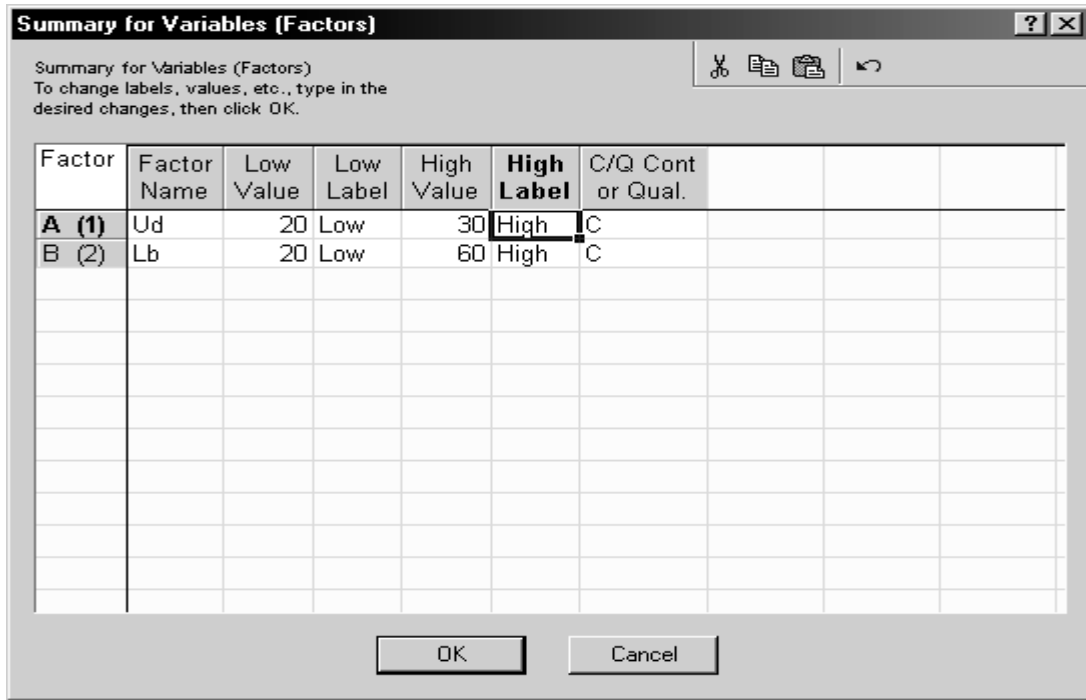 Summary for Variables (Factors)
Summary for Variables (Factors)
To change labels, values, etc., type in the
desired changes, then click OK.
Factor Factor Name Low Value Low Label High Value High Label C/Q Cont or Qual.
A (1) Ud 20 Low 30 High C
B (2) Lb 20 Low 60 High C
OK Cancel